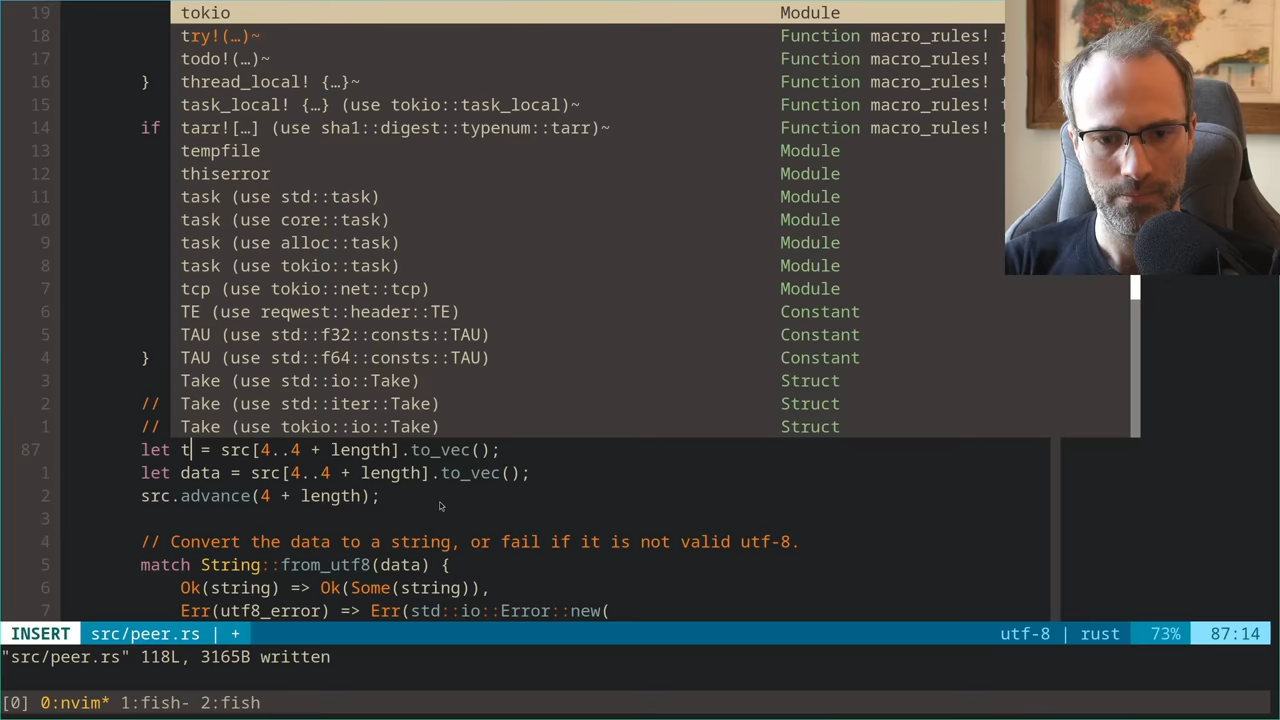 19 tokio Module
18 try!(…)~ Function macro_rules!
17 todo!(…)~ Function macro_rules!
16 } thread_local! {…}~ Function macro_rules!
15 task_local! {…} (use tokio::task_local)~ Function macro_rules!
14 if tarr![…] (use sha1::digest::typenum::tarr)~ Function macro_rules!
13 tempfile Module
12 thiserror Module
11 task (use std::task) Module
10 task (use core::task) Module
9 task (use alloc::task) Module
8 task (use tokio::task) Module
7 tcp (use tokio::net::tcp) Module
6 TE (use reqwest::header::TE) Constant
5 TAU (use std::f32::consts::TAU) Constant
4 } TAU (use std::f64::consts::TAU) Constant
3 Take (use std::io::Take) Struct
2 // Take (use std::iter::Take) Struct
1 // Take (use tokio::io::Take) Struct
87 let t = src[4..4 + length].to_vec();
1 let data = src[4..4 + length].to_vec();
2 src.advance(4 + length);
3
4 // Convert the data to a string, or fail if it is not valid utf-8.
5 match String::from_utf8(data) {
6 Ok(string) => Ok(Some(string)),
7 Err(utf8_error) => Err(std::io::Error::new(
INSERT src/peer.rs | + utf-8 | rust 73% 87:14
"src/peer.rs" 118L, 3165B written
[0] 0:nvim* 1:fish- 2:fish